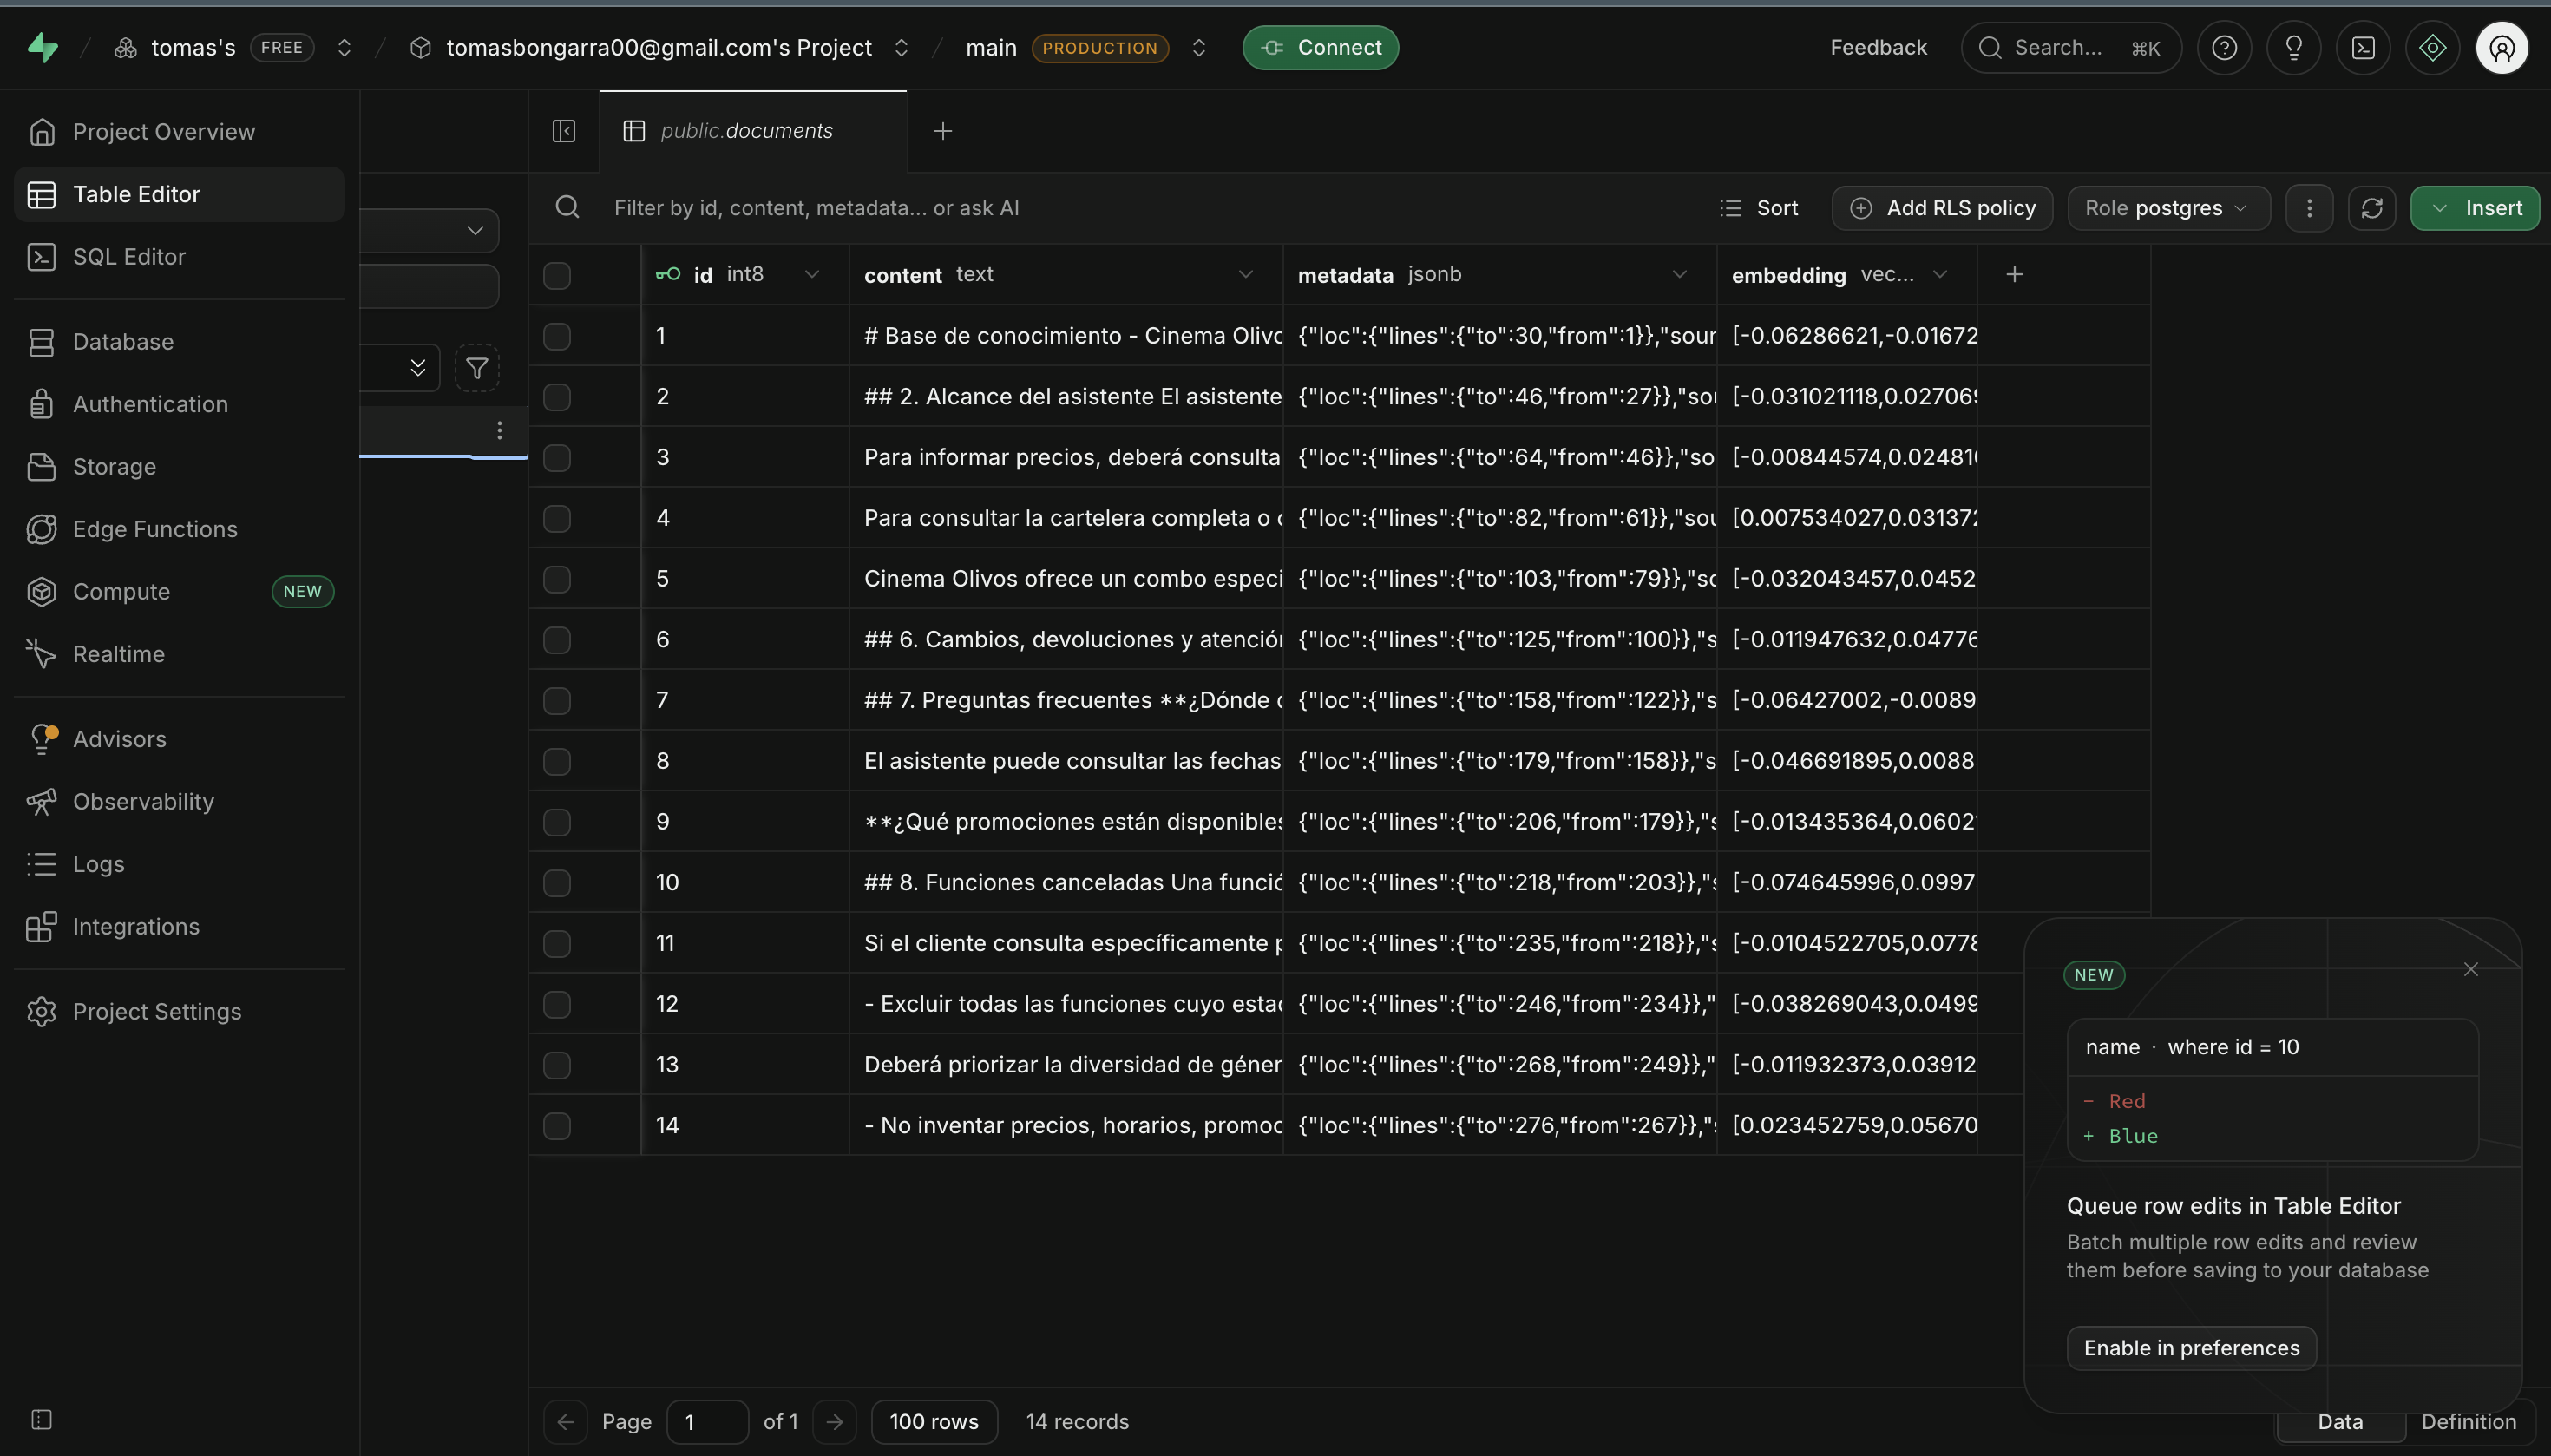 tomas's FREE / tomasbongarra00@gmail.com's Project / main PRODUCTION Connect Feedback Search... ⌘K
Project Overview
Table Editor
SQL Editor
Database
Authentication
Storage
Edge Functions
Compute NEW
Realtime
Advisors
Observability
Logs
Integrations
Project Settings
public.documents
Filter by id, content, metadata... or ask AI Sort Add RLS policy Role postgres Insert
id int8 content text metadata jsonb embedding vec...
1 # Base de conocimiento - Cinema Olivo {"loc":{"lines":{"to":30,"from":1}},"sour [-0.06286621,-0.01672
2 ## 2. Alcance del asistente El asistente {"loc":{"lines":{"to":46,"from":27}},"sou [-0.031021118,0.027069
3 Para informar precios, deberá consulta {"loc":{"lines":{"to":64,"from":46}},"so [-0.00844574,0.02481
4 Para consultar la cartelera completa o {"loc":{"lines":{"to":82,"from":61}},"sou [0.007534027,0.03137
5 Cinema Olivos ofrece un combo especi {"loc":{"lines":{"to":103,"from":79}},"so [-0.032043457,0.0452
6 ## 6. Cambios, devoluciones y atención {"loc":{"lines":{"to":125,"from":100}},"s [-0.011947632,0.04776
7 ## 7. Preguntas frecuentes **¿Dónde {"loc":{"lines":{"to":158,"from":122}},"s [-0.06427002,-0.0089
8 El asistente puede consultar las fechas {"loc":{"lines":{"to":179,"from":158}},"s [-0.046691895,0.0088
9 **¿Qué promociones están disponibles {"loc":{"lines":{"to":206,"from":179}},"s [-0.013435364,0.0602
10 ## 8. Funciones canceladas Una funció {"loc":{"lines":{"to":218,"from":203}},"s [-0.074645996,0.0997
11 Si el cliente consulta específicamente p {"loc":{"lines":{"to":235,"from":218}},"s [-0.0104522705,0.0778
12 - Excluir todas las funciones cuyo estad {"loc":{"lines":{"to":246,"from":234}}," [-0.038269043,0.0499
13 Deberá priorizar la diversidad de géner {"loc":{"lines":{"to":268,"from":249}}," [-0.011932373,0.03912
14 - No inventar precios, horarios, promoc {"loc":{"lines":{"to":276,"from":267}},"s [0.023452759,0.05670
NEW
name · where id = 10
- Red
+ Blue
Queue row edits in Table Editor
Batch multiple row edits and review
them before saving to your database
Enable in preferences
Page 1 of 1 100 rows 14 records Data Definition